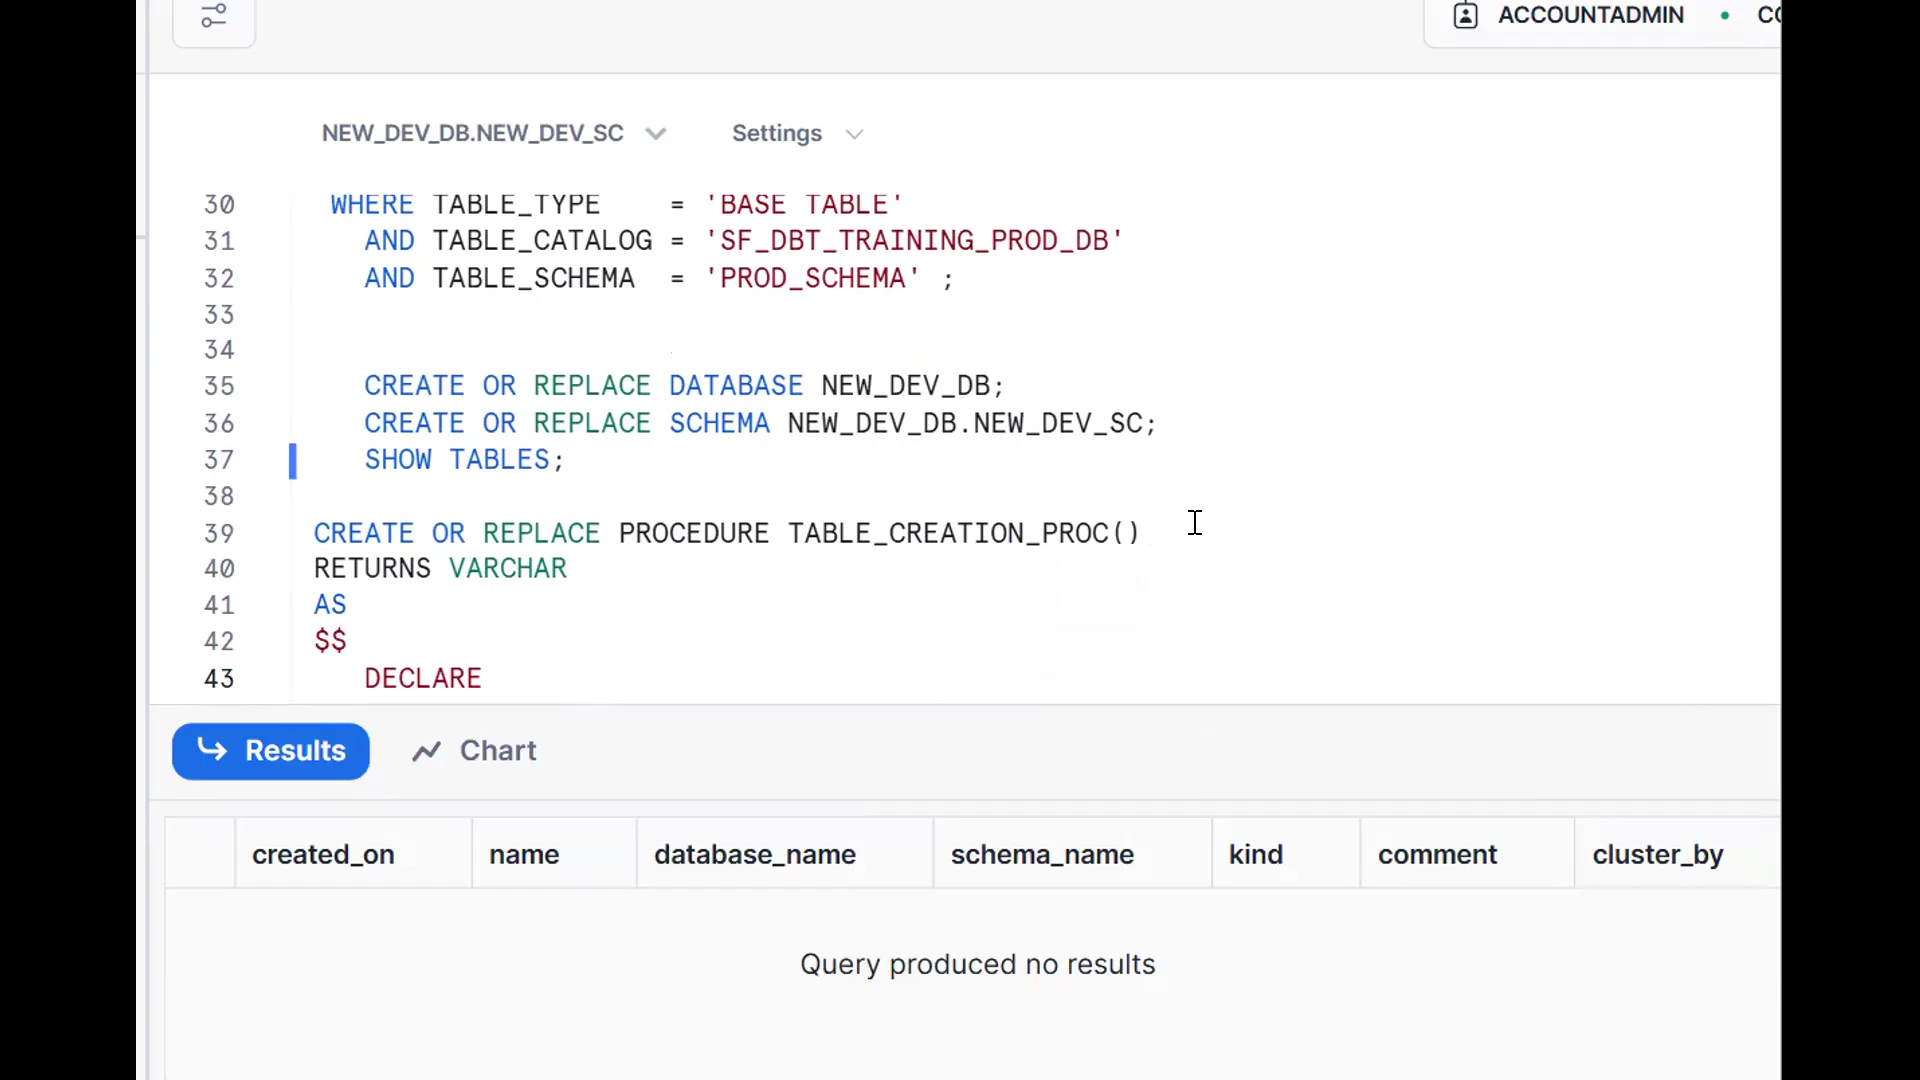 ACCOUNTADMIN
NEW_DEV_DB.NEW_DEV_SC Settings
30 WHERE TABLE_TYPE = 'BASE TABLE'
31 AND TABLE_CATALOG = 'SF_DBT_TRAINING_PROD_DB'
32 AND TABLE_SCHEMA = 'PROD_SCHEMA' ;
33
34
35 CREATE OR REPLACE DATABASE NEW_DEV_DB;
36 CREATE OR REPLACE SCHEMA NEW_DEV_DB.NEW_DEV_SC;
37 SHOW TABLES;
38
39 CREATE OR REPLACE PROCEDURE TABLE_CREATION_PROC()
40 RETURNS VARCHAR
41 AS
42 $$
43 DECLARE
Results Chart
created_on name database_name schema_name kind comment cluster_by
Query produced no results